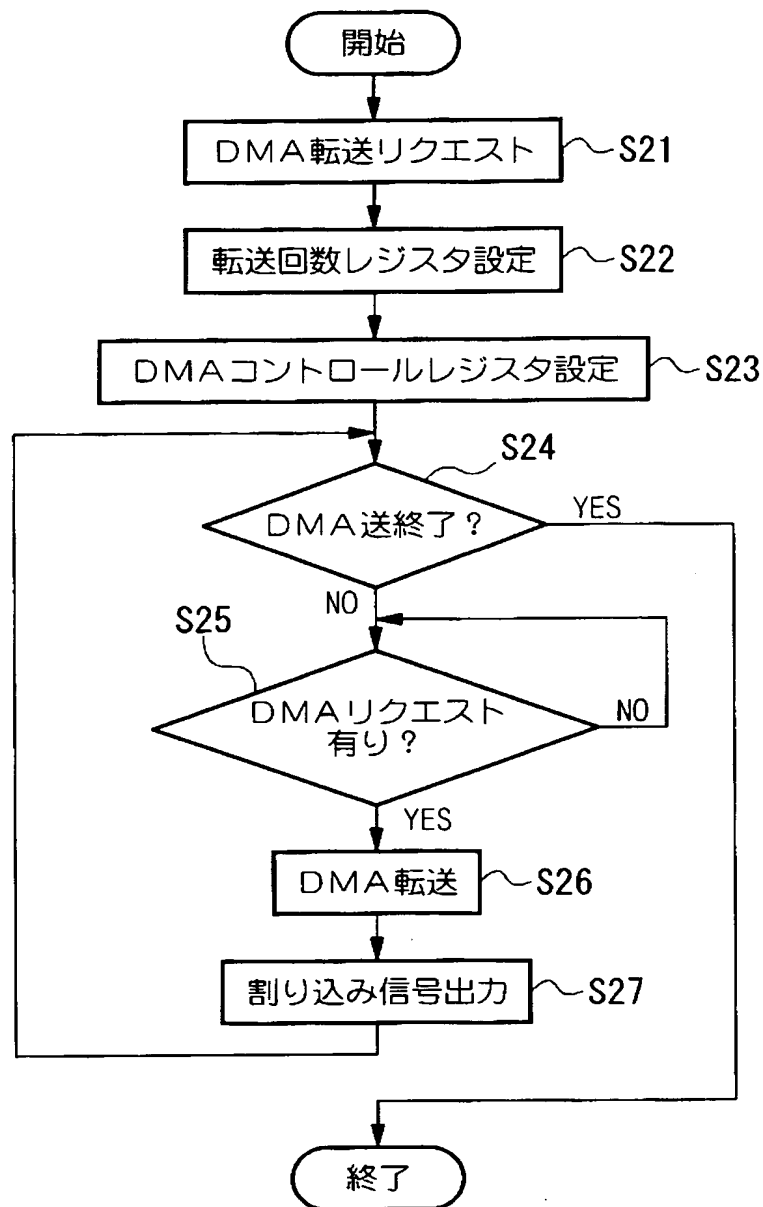 開始
DMA転送リクエスト
S21
転送回数レジスタ設定
S22
DMAコントロールレジスタ設定
S23
S24
DMA送終了?
YES
NO
S25
DMAリクエスト
有り?
NO
YES
DMA転送
S26
割り込み信号出力
S27
終了